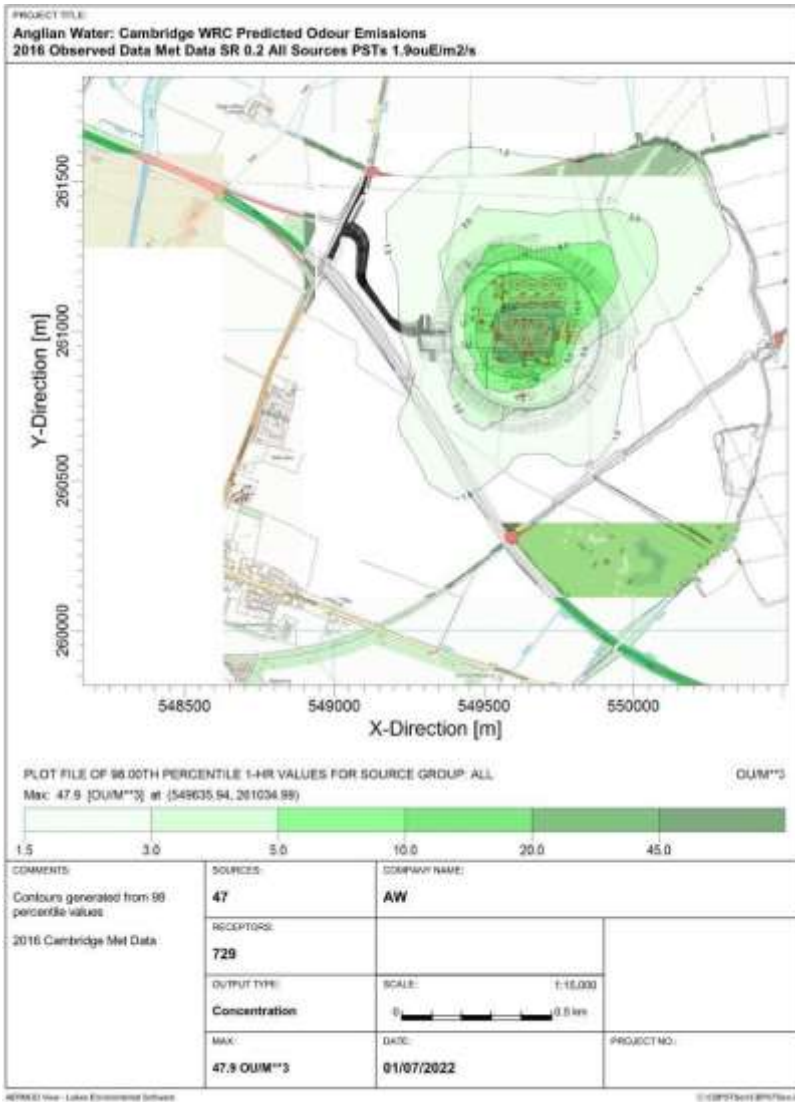 PROJECT TITLE:
Anglian Water: Cambridge WRC Predicted Odour Emissions
2016 Observed Data Met Data SR 0.2 All Sources PSTs 1.9ouE/m2/s
Y-Direction [m]
261500
261000
260500
260000
548500 549000 549500 550000
X-Direction [m]
PLOT FILE OF 98.00TH PERCENTILE 1-HR VALUES FOR SOURCE GROUP: ALL
OU/M**3
Max: 47.9 [OU/M**3] at (549635.94, 261034.99)
1.5 3.0 5.0 10.0 20.0 45.0
COMMENTS:
Contours generated from 98
percentile values
2016 Cambridge Met Data
SOURCES:
47
COMPANY NAME:
AW
RECEPTORS:
729
OUTPUT TYPE:
Concentration
SCALE:
1:15,000
0
0.5 km
MAX:
47.9 OU/M**3
DATE:
01/07/2022
PROJECT NO.:
AERMOD View - Lakes Environmental Software